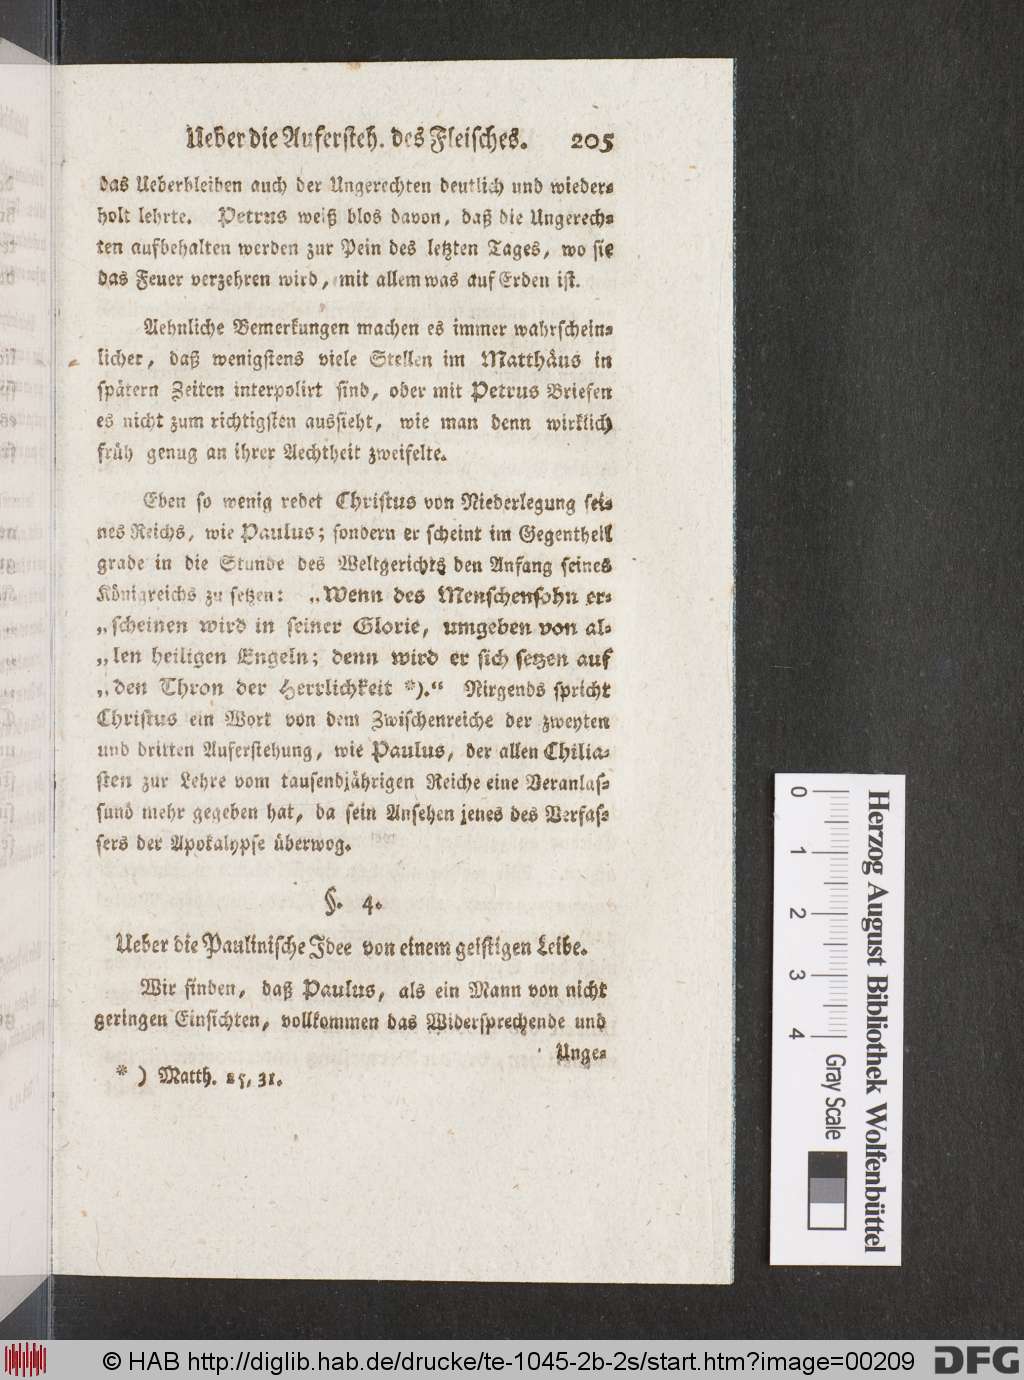 Ueber die Aufersteh. des Fleisches. 205
das Ueberbleiben auch der Ungerechten deutlich und wieder-
holt lehrte. Petrus weiß blos davon, daß die Ungerech-
ten aufbehalten werden zur Pein des letzten Tages, wo sie
das Feuer verzehren wird, mit allem was auf Erden ist.
Aehnliche Bemerkungen machen es immer wahrschein-
licher, daß wenigstens viele Stellen im Matthäus in
spätern Zeiten interpolirt sind, oder mit Petrus Briefen
es nicht zum richtigsten aussieht, wie man denn wirklich
früh genug an ihrer Aechtheit zweifelte.
Eben so wenig redet Christus von Niederlegung sei-
nes Reichs, wie Paulus; sondern er scheint im Gegentheil
grade in die Stunde des Weltgerichts den Anfang seines
Königreichs zu setzen: „Wenn des Menschensohn er-
„scheinen wird in seiner Glorie, umgeben von al-
„len heiligen Engeln; denn wird er sich setzen auf
„den Thron der Herrlichkeit *).“ Nirgends spricht
Christus ein Wort von dem Zwischenreiche der zweyten
und dritten Auferstehung, wie Paulus, der allen Chilia-
sten zur Lehre vom tausendjährigen Reiche eine Veranlas-
sund mehr gegeben hat, da sein Ansehen jenes des Verfas-
sers der Apokalypse überwog.
§. 4.
Ueber die Paulinische Idee von einem geistigen Leibe.
Wir finden, daß Paulus, als ein Mann von nicht
geringen Einsichten, vollkommen das Widersprechende und
Unge-
*) Matth. 25, 31.
0 1 2 3 4 Gray Scale
Herzog August Bibliothek Wolfenbüttel
© HAB http://diglib.hab.de/drucke/te-1045-2b-2s/start.htm?image=00209 DFG